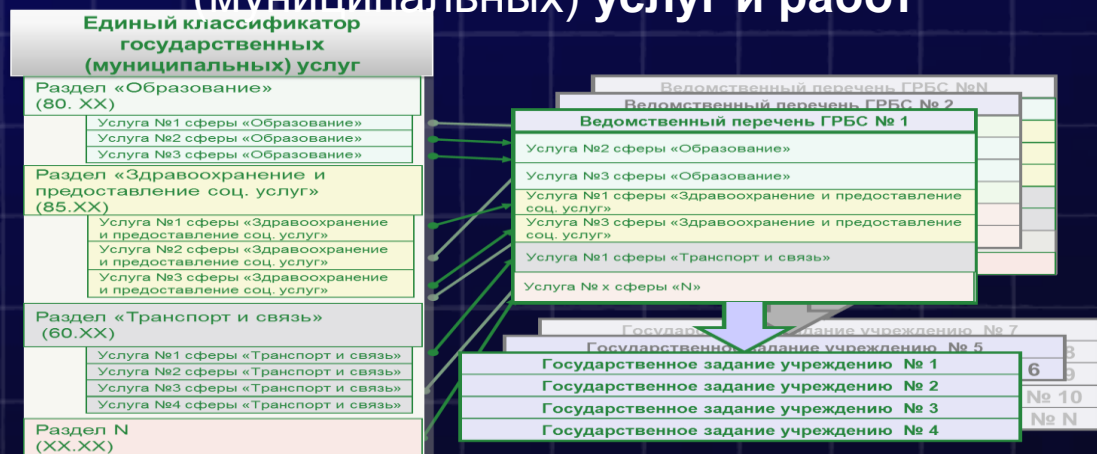 (муниципальных) услуг и работ
Единый классификатор
государственных
(муниципальных) услуг
Раздел «Образование»
(80. XX)
Услуга №1 сферы «Образование»
Услуга №2 сферы «Образование»
Услуга №3 сферы «Образование»
Раздел «Здравоохранение и
предоставление соц. услуг»
(85.XX)
Услуга №1 сферы «Здравоохранение
и предоставление соц. услуг»
Услуга №2 сферы «Здравоохранение
и предоставление соц. услуг»
Услуга №3 сферы «Здравоохранение
и предоставление соц. услуг»
Раздел «Транспорт и связь»
(60.XX)
Услуга №1 сферы «Транспорт и связь»
Услуга №2 сферы «Транспорт и связь»
Услуга №3 сферы «Транспорт и связь»
Услуга №4 сферы «Транспорт и связь»
Раздел N
(XX.XX)
Ведомственный перечень ГРБС №N
Ведомственный перечень ГРБС № 2
Ведомственный перечень ГРБС № 1
Услуга №2 сферы «Образование»
Услуга №3 сферы «Образование»
Услуга №1 сферы «Здравоохранение и предоставление
соц. услуг»
Услуга №3 сферы «Здравоохранение и предоставление
соц. услуг»
Услуга №1 сферы «Транспорт и связь»
Услуга № x сферы «N»
учреждению № 7
учреждению № 5
8
6
9
№ 10
№ N
Государственное задание учреждению № 1
Государственное задание учреждению № 2
Государственное задание учреждению № 3
Государственное задание учреждению № 4